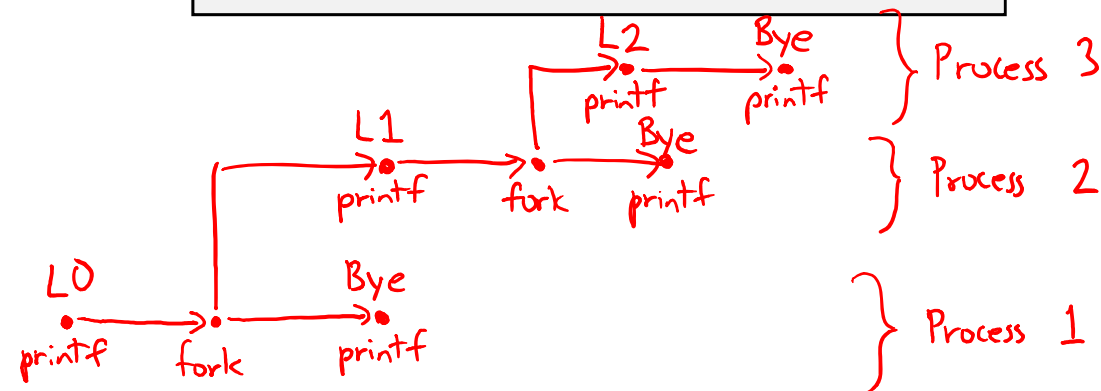 L2 Bye
printf printf Process 3
L1 Bye
printf fork printf Process 2
L0 Bye
printf fork printf Process 1